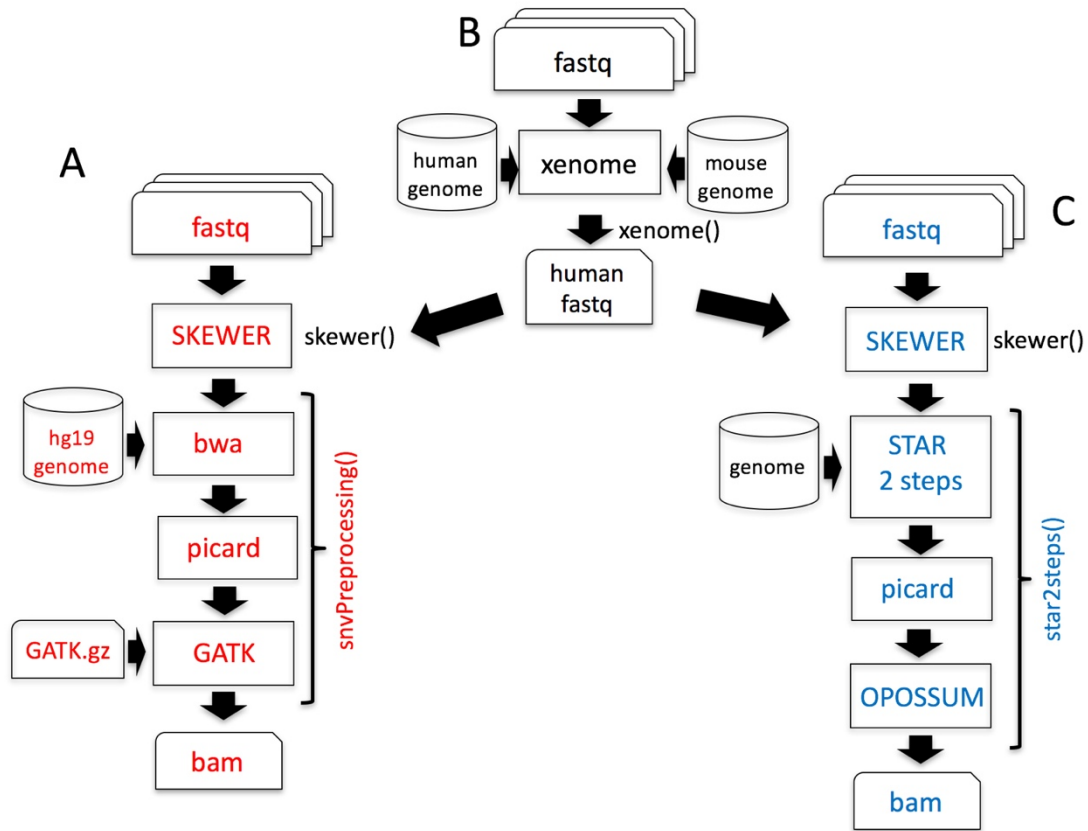 B
fastq
human
genome
xenome
mouse
genome
xenome()
human
fastq
A
fastq
SKEWER
skewer()
hg19
genome
bwa
picard
GATK.gz
GATK
snvPreprocessing()
bam
C
fastq
SKEWER
skewer()
genome
STAR
2 steps
picard
OPOSSUM
star2steps()
bam